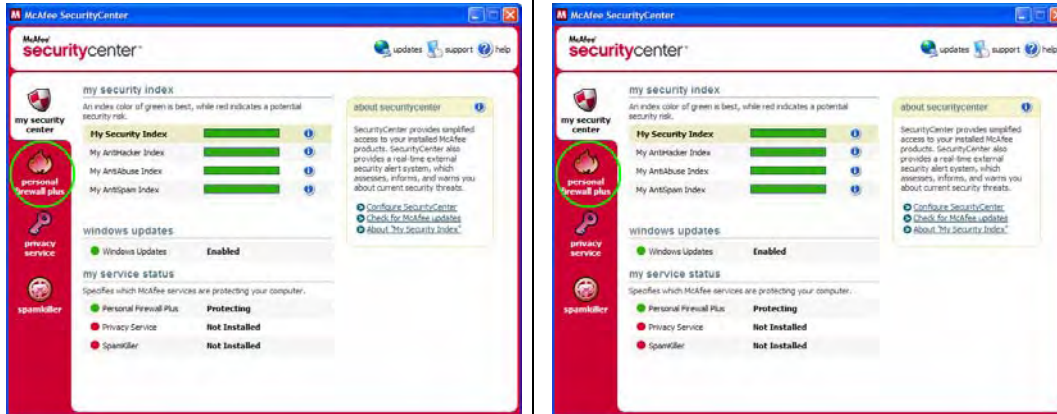 McAfee SecurityCenter
McAfee
securitycenter
updates support help
my security center
personal firewall plus
privacy service
spamkiller
my security index
An index color of green is best, while red indicates a potential
security risk.
My Security Index
My AntiHacker Index
My AntiAbuse Index
My AntiSpam Index
windows updates
Windows Updates Enabled
my service status
Specifies which McAfee services are protecting your computer.
Personal Firewall Plus Protecting
Privacy Service Not Installed
SpamKiller Not Installed
about securitycenter
SecurityCenter provides simplified
access to your installed McAfee
products. SecurityCenter also
provides a real-time external
security alert system, which
assesses, informs, and warns you
about current security threats.
Configure SecurityCenter
Check for McAfee updates
About "My Security Index"
McAfee SecurityCenter
McAfee
securitycenter
updates support help
my security center
personal firewall plus
privacy service
spamkiller
my security index
An index color of green is best, while red indicates a potential
security risk.
My Security Index
My AntiHacker Index
My AntiAbuse Index
My AntiSpam Index
windows updates
Windows Updates Enabled
my service status
Specifies which McAfee services are protecting your computer.
Personal Firewall Plus Protecting
Privacy Service Not Installed
SpamKiller Not Installed
about securitycenter
SecurityCenter provides simplified
access to your installed McAfee
products. SecurityCenter also
provides a real-time external
security alert system, which
assesses, informs, and warns you
about current security threats.
Configure SecurityCenter
Check for McAfee updates
About "My Security Index"